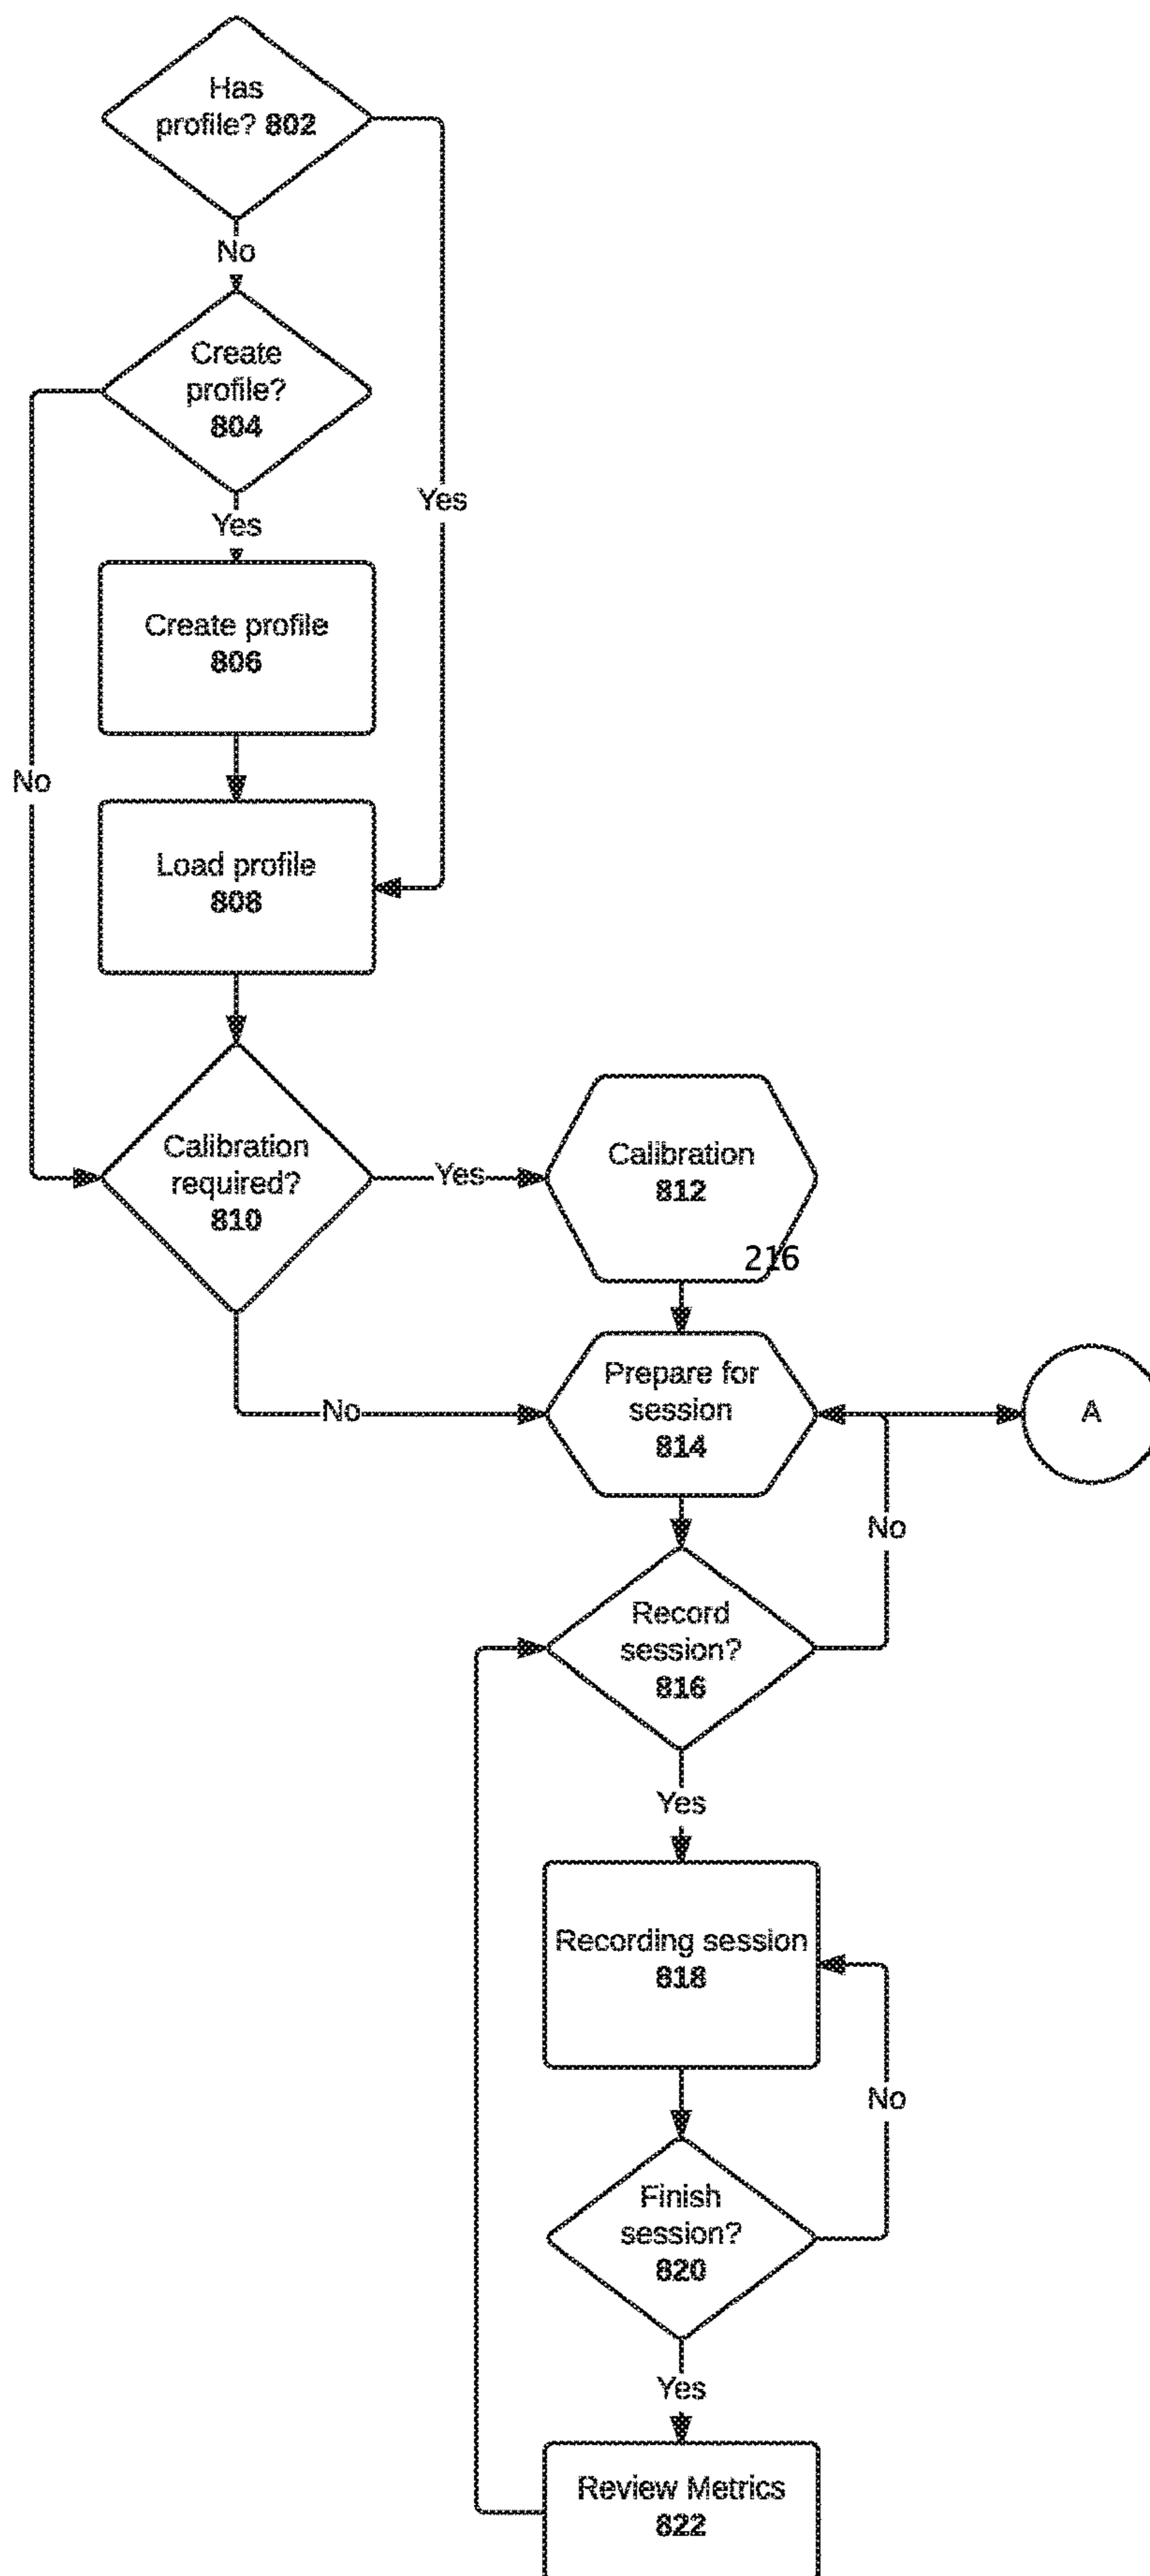 Has
profile? 802
No
Create
profile?
804
Yes
Yes
Create profile
806
No
Load profile
808
Calibration
required?
810
Yes
Calibration
812
216
Prepare for
session
814
No
A
No
Record
session?
816
Yes
Recording session
818
No
Finish
session?
820
Yes
Review Metrics
822